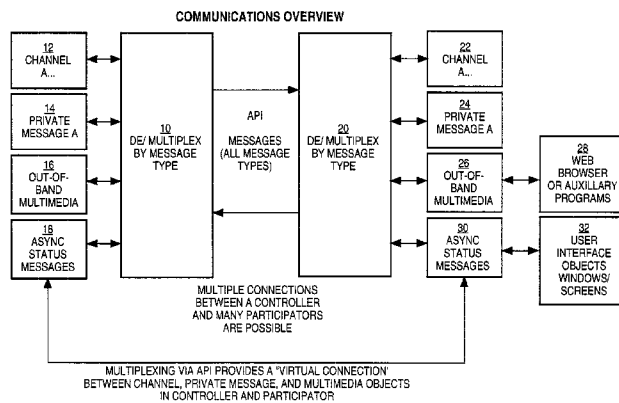 COMMUNICATIONS OVERVIEW
12
CHANNEL
A...
14
PRIVATE
MESSAGE A
16
OUT-OF-
BAND
MULTIMEDIA
18
ASYNC
STATUS
MESSAGES
10
DE/ MULTIPLEX
BY MESSAGE
TYPE
API
MESSAGES
(ALL MESSAGE
TYPES)
20
DE/ MULTIPLEX
BY MESSAGE
TYPE
22
CHANNEL
A...
24
PRIVATE
MESSAGE A
26
OUT-OF-
BAND
MULTIMEDIA
28
WEB
BROWSER
OR AUXILLARY
PROGRAMS
30
ASYNC
STATUS
MESSAGES
32
USER
INTERFACE
OBJECTS
WINDOWS/
SCREENS
MULTIPLE CONNECTIONS
BETWEEN A CONTROLLER
AND MANY PARTICIPATORS
ARE POSSIBLE
MULTIPLEXING VIA API PROVIDES A "VIRTUAL CONNECTION'
BETWEEN CHANNEL, PRIVATE MESSAGE, AND MULTIMEDIA OBJECTS
IN CONTROLLER AND PARTICIPATOR